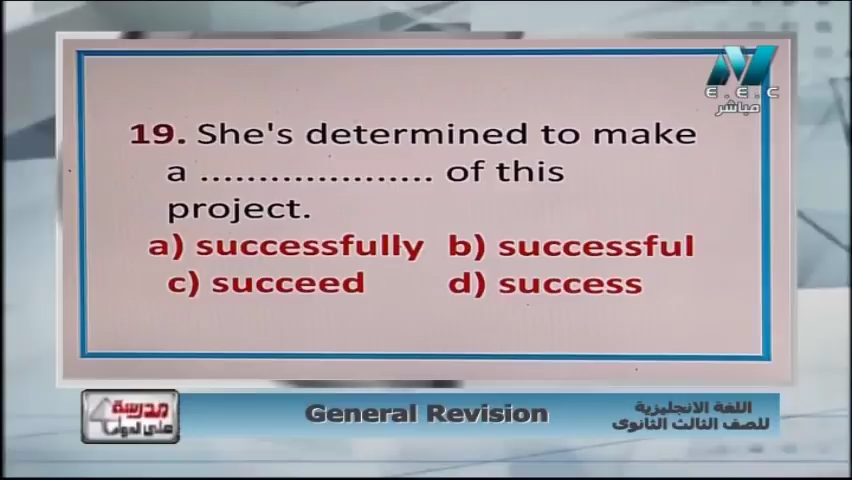 E.E.C
مباشر
19. She's determined to make
a .................... of this
project.
a) successfully b) successful
c) succeed d) success
مدرسة
على الهواء
General Revision
اللغة الانجليزية
للصف الثالث الثانوى